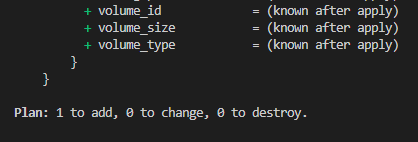 + volume_id = (known after apply)
+ volume_size = (known after apply)
+ volume_type = (known after apply)
}
}
Plan: 1 to add, 0 to change, 0 to destroy.